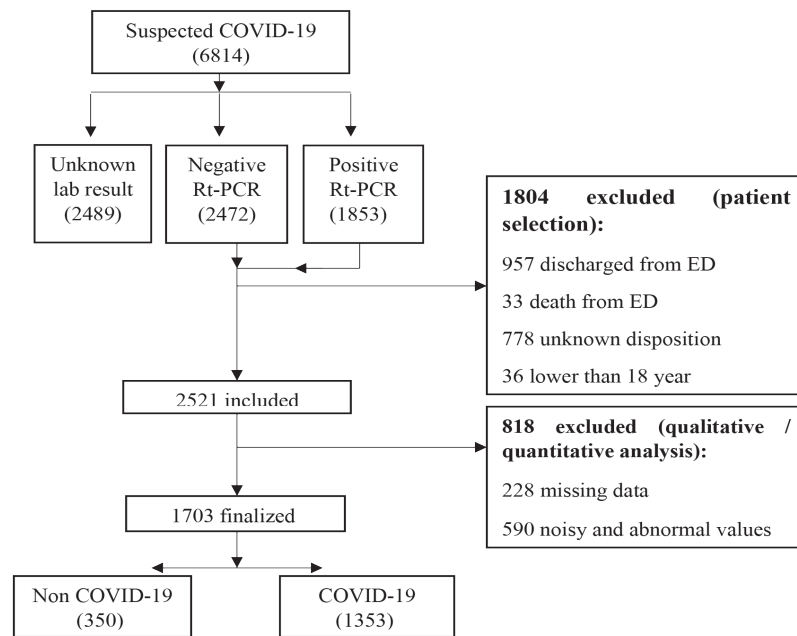 Suspected COVID-19
(6814)
Unknown
lab result
(2489)
Negative
Rt-PCR
(2472)
Positive
Rt-PCR
(1853)
1804 excluded (patient
selection):
957 discharged from ED
33 death from ED
778 unknown disposition
36 lower than 18 year
2521 included
818 excluded (qualitative /
quantitative analysis):
228 missing data
590 noisy and abnormal values
1703 finalized
Non COVID-19
(350)
COVID-19
(1353)